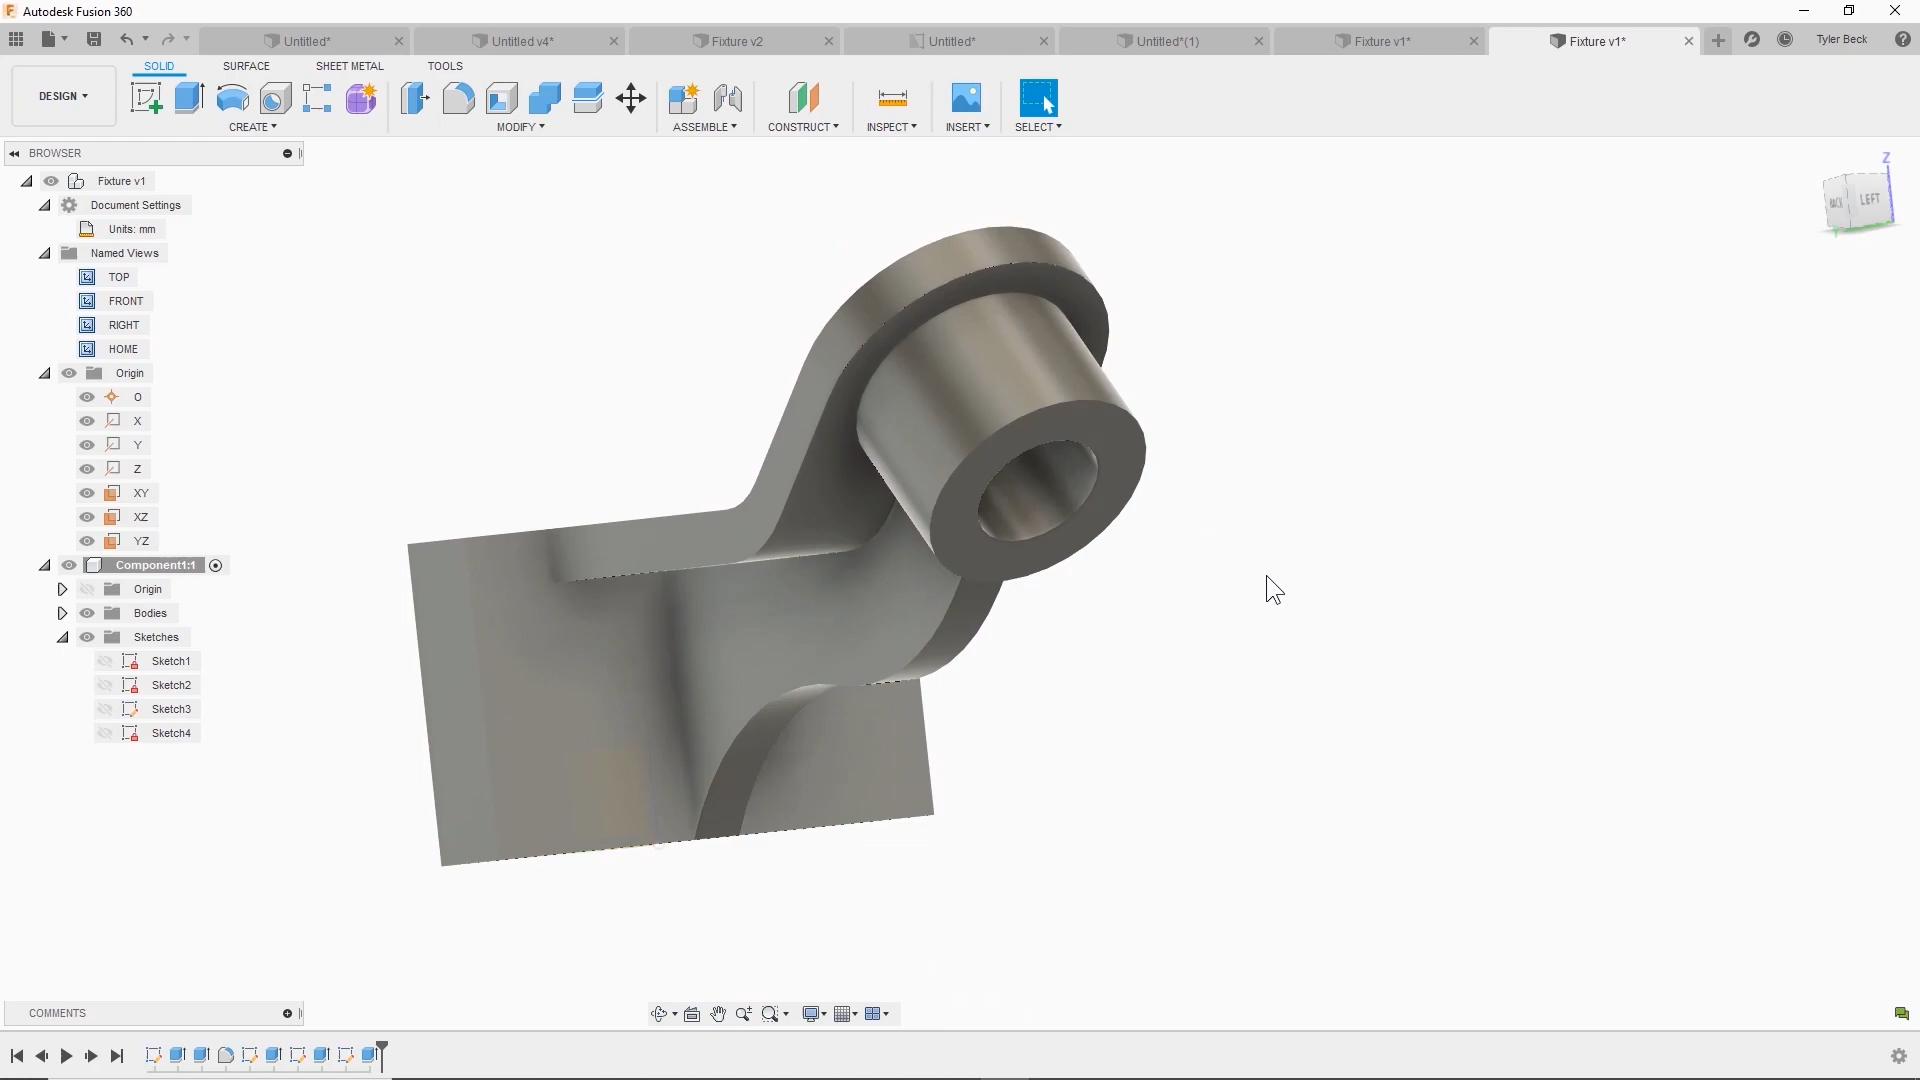 Autodesk Fusion 360
Untitled*
Untitled v4*
Fixture v2
Untitled*
Untitled*(1)
Fixture v1*
Fixture v1*
Tyler Beck
DESIGN
SOLID
SURFACE
SHEET METAL
TOOLS
CREATE
MODIFY
ASSEMBLE
CONSTRUCT
INSPECT
INSERT
SELECT
BROWSER
Fixture v1
Document Settings
Units: mm
Named Views
TOP
FRONT
RIGHT
HOME
Origin
O
X
Y
Z
XY
XZ
YZ
Component1:1
Origin
Bodies
Sketches
Sketch1
Sketch2
Sketch3
Sketch4
Z
BACK
LEFT
COMMENTS